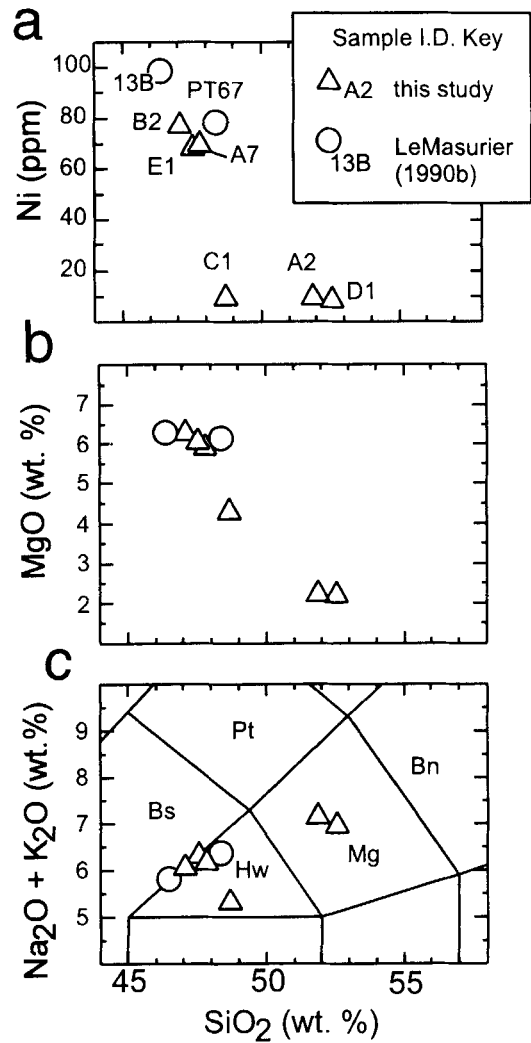 a
Ni (ppm)
100
80
60
40
20
13B
PT67
B2
E1
A7
C1
A2
D1
Sample I.D. Key
A2 this study
13B LeMasurier
(1990b)
b
MgO (wt. %)
7
6
5
4
3
2
c
Na2O + K2O (wt.%)
9
8
7
6
5
Pt
Bn
Bs
Mg
Hw
45 50 55
SiO2 (wt. %)